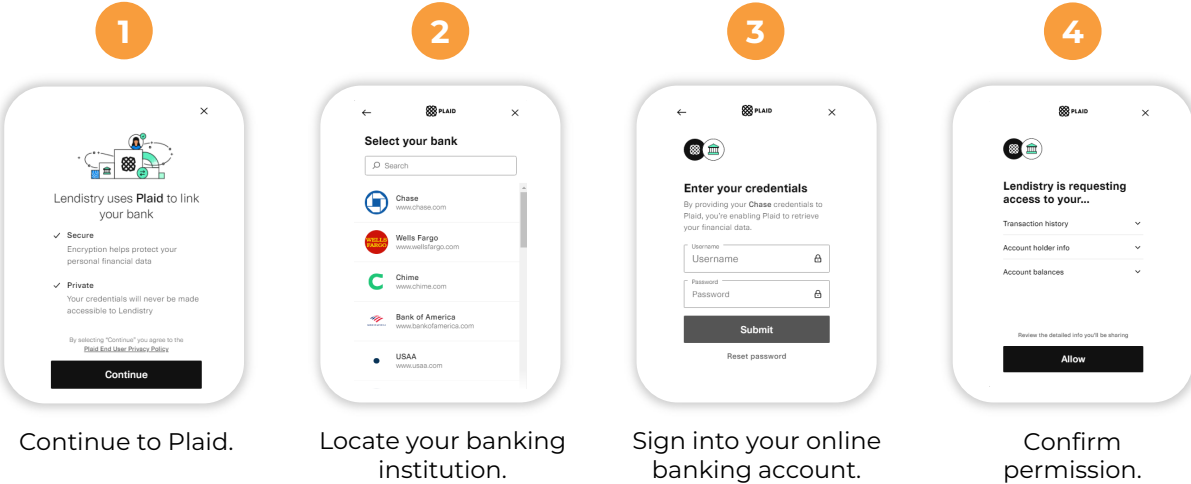 1
Lendistry uses Plaid to link
your bank
Secure
Encryption helps protect your
personal financial data
Private
Your credentials will never be made
accessible to Lendistry
By selecting "Continue" you agree to the
Plaid End User Privacy Policy
Continue
Continue to Plaid.
2
PLAID
Select your bank
Search
Chase
www.chase.com
WELLS
FARGO
Wells Fargo
www.wellsfargo.com
Chime
www.chime.com
Bank of America
www.bankofamerica.com
USAA
www.usaa.com
Locate your banking
institution.
3
PLAID
Enter your credentials
By providing your Chase credentials to
Plaid, you're enabling Plaid to retrieve
your financial data.
Username
Username
Password
Password
Submit
Reset password
Sign into your online
banking account.
4
PLAID
Lendistry is requesting
access to your...
Transaction history
Account holder info
Account balances
Review the detailed info you'll be sharing
Allow
Confirm
permission.